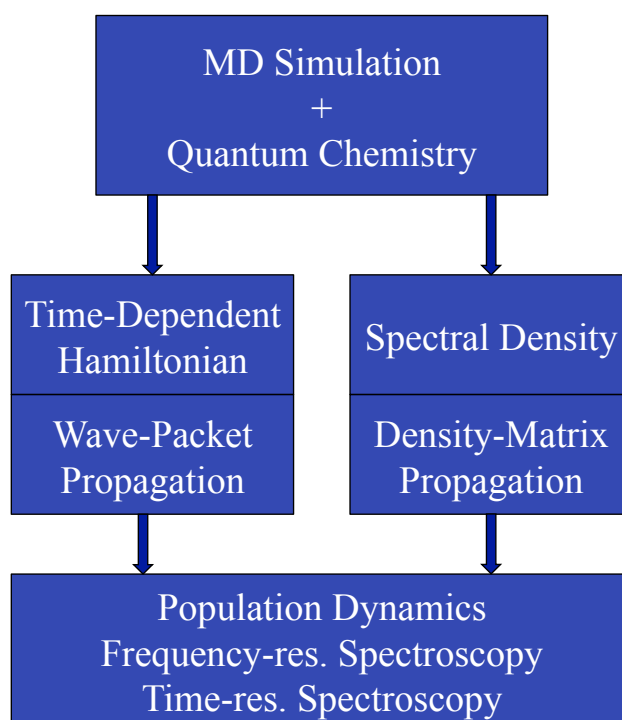 MD Simulation
+
Quantum Chemistry
Time-Dependent
Hamiltonian
Wave-Packet
Propagation
Spectral Density
Density-Matrix
Propagation
Population Dynamics
Frequency-res. Spectroscopy
Time-res. Spectroscopy